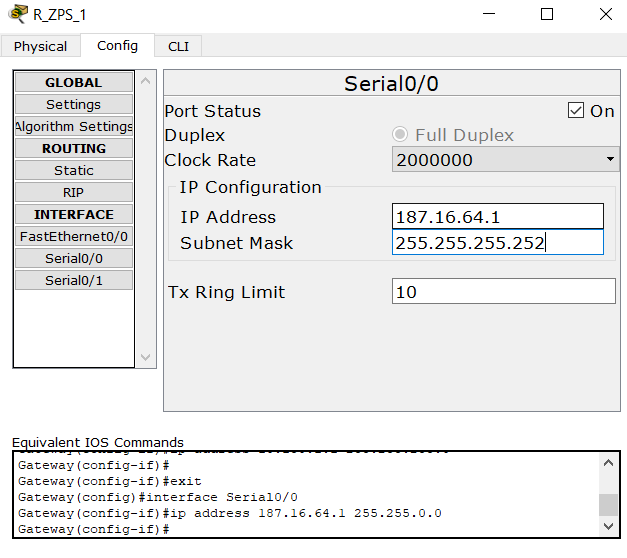 R_ZPS_1
Physical Config CLI
GLOBAL
Settings
Algorithm Settings
ROUTING
Static
RIP
INTERFACE
FastEthernet0/0
Serial0/0
Serial0/1
Serial0/0
Port Status On
Duplex Full Duplex
Clock Rate 2000000
IP Configuration
IP Address 187.16.64.1
Subnet Mask 255.255.255.252
Tx Ring Limit 10
Equivalent IOS Commands
Gateway(config-if)#
Gateway(config-if)#exit
Gateway(config)#interface Serial0/0
Gateway(config-if)#ip address 187.16.64.1 255.255.0.0
Gateway(config-if)#